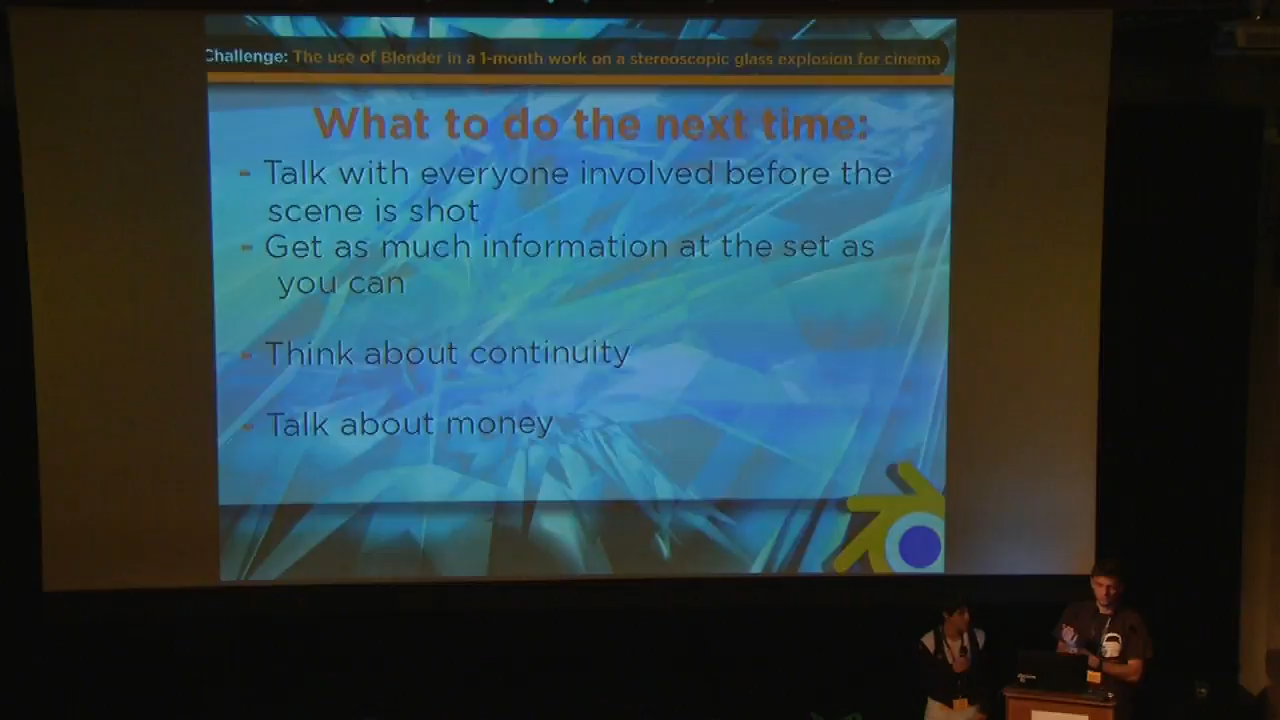 Challenge: The use of Blender in a 1-month work on a stereoscopic glass explosion for cinema
What to do the next time:
- Talk with everyone involved before the
scene is shot
- Get as much information at the set as
you can
- Think about continuity
- Talk about money